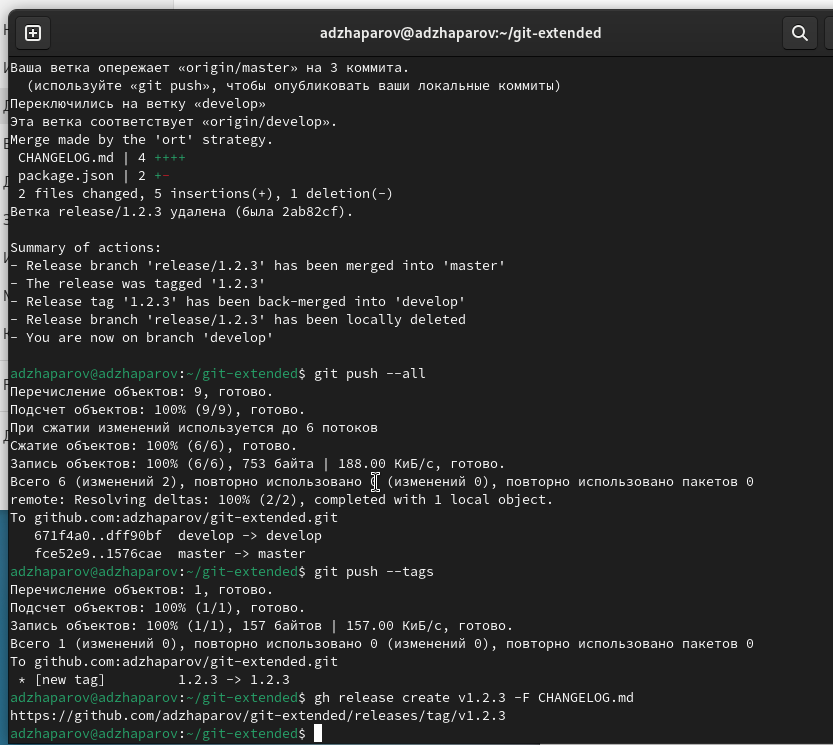 adzhaparov@adzhaparov:~/git-extended
Ваша ветка опережает «origin/master» на 3 коммита.
  (используйте «git push», чтобы опубликовать ваши локальные коммиты)
Переключились на ветку «develop»
Эта ветка соответствует «origin/develop».
Merge made by the 'ort' strategy.
 CHANGELOG.md | 4 ++++
 package.json | 2 +-
 2 files changed, 5 insertions(+), 1 deletion(-)
Ветка release/1.2.3 удалена (была 2ab82cf).

Summary of actions:
- Release branch 'release/1.2.3' has been merged into 'master'
- The release was tagged '1.2.3'
- Release tag '1.2.3' has been back-merged into 'develop'
- Release branch 'release/1.2.3' has been locally deleted
- You are now on branch 'develop'

adzhaparov@adzhaparov:~/git-extended$ git push --all
Перечисление объектов: 9, готово.
Подсчет объектов: 100% (9/9), готово.
При сжатии изменений используется до 6 потоков
Сжатие объектов: 100% (6/6), готово.
Запись объектов: 100% (6/6), 753 байта | 188.00 КиБ/с, готово.
Всего 6 (изменений 2), повторно использовано 0 (изменений 0), повторно использовано пакетов 0
remote: Resolving deltas: 100% (2/2), completed with 1 local object.
To github.com:adzhaparov/git-extended.git
   671f4a0..dff90bf  develop -> develop
   fce52e9..1576cae  master -> master
adzhaparov@adzhaparov:~/git-extended$ git push --tags
Перечисление объектов: 1, готово.
Подсчет объектов: 100% (1/1), готово.
Запись объектов: 100% (1/1), 157 байтов | 157.00 КиБ/с, готово.
Всего 1 (изменений 0), повторно использовано 0 (изменений 0), повторно использовано пакетов 0
To github.com:adzhaparov/git-extended.git
 * [new tag]         1.2.3 -> 1.2.3
adzhaparov@adzhaparov:~/git-extended$ gh release create v1.2.3 -F CHANGELOG.md
https://github.com/adzhaparov/git-extended/releases/tag/v1.2.3
adzhaparov@adzhaparov:~/git-extended$